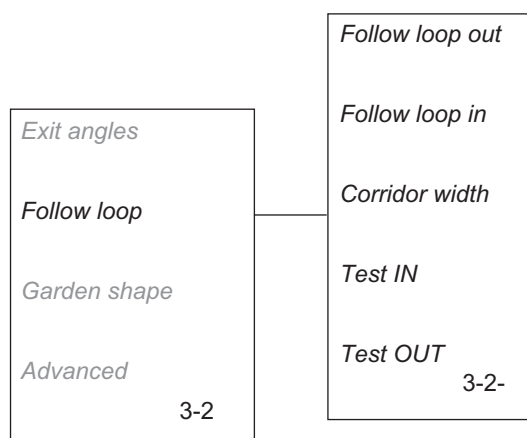 Exit angles
Follow loop
Garden shape
Advanced
3-2
Follow loop out
Follow loop in
Corridor width
Test IN
Test OUT
3-2-